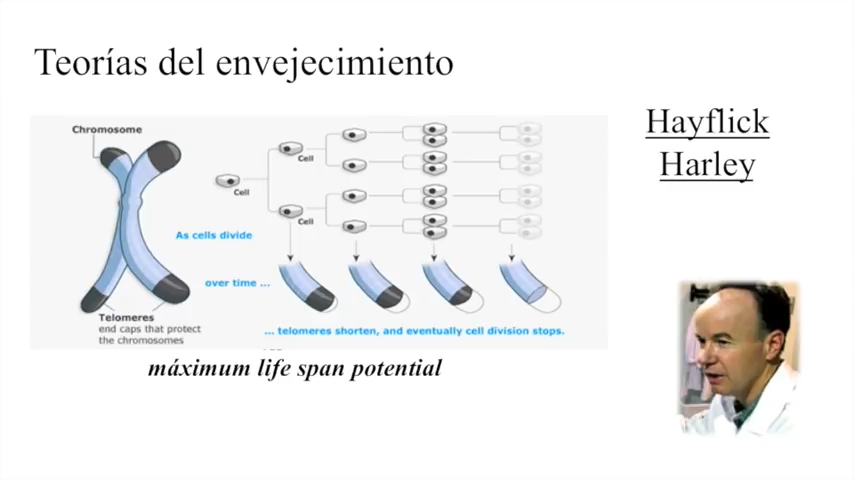 Teorías del envejecimiento
Hayflick
Harley
Chromosome
Cell
Cell
Cell
As cells divide
over time ...
Telomeres
end caps that protect
the chromosomes
... telomeres shorten, and eventually cell division stops.
máximum life span potential